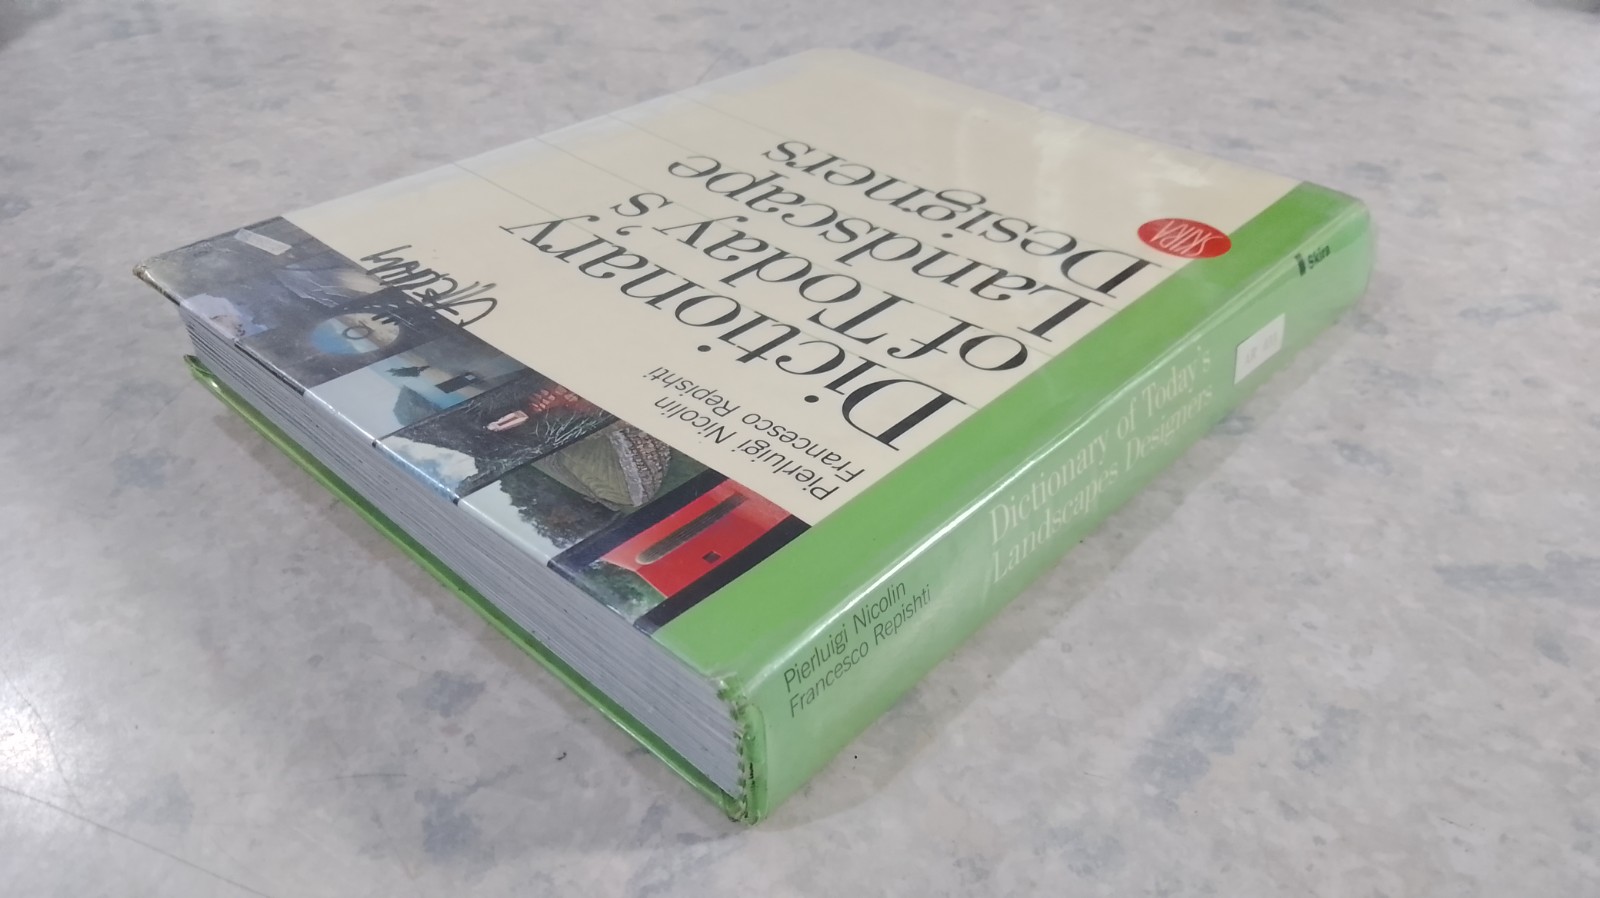 Pierluigi Nicolin
Francesco Repishti
Dictionary
of Today's
Landscape
Designers
SKIRA
Pierluigi Nicolin
Francesco Repishti
Dictionary of Today's
Landscapes Designers
Skira